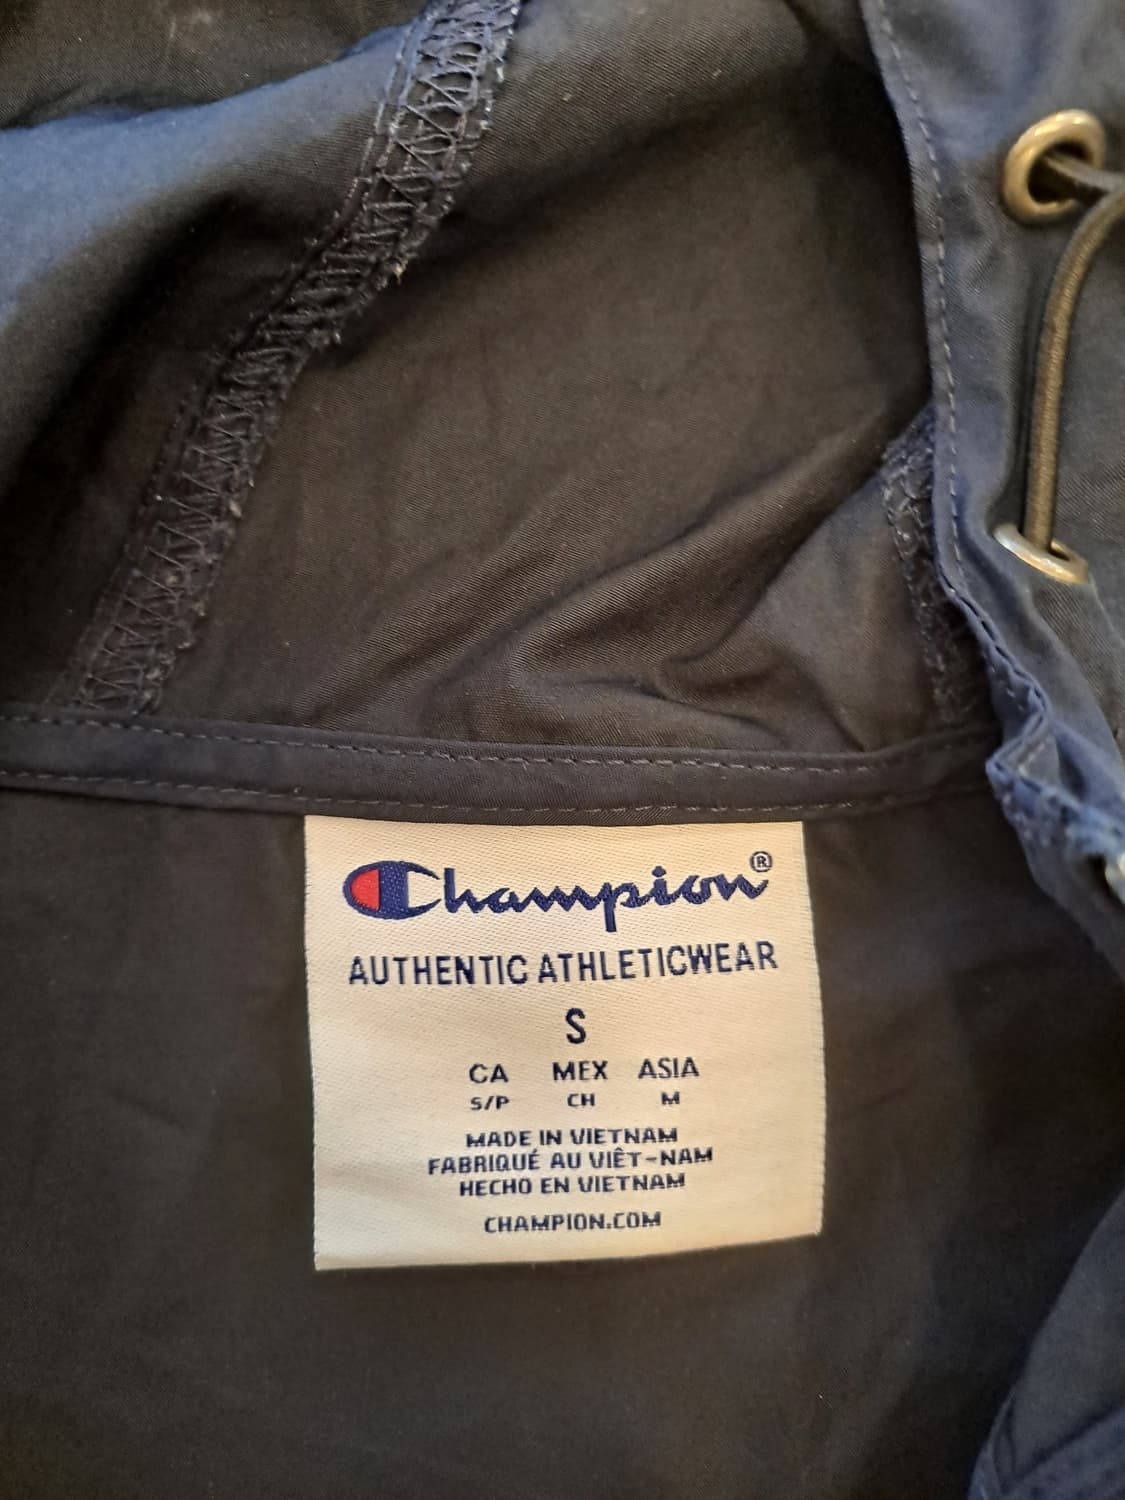 Champion®
AUTHENTIC ATHLETICWEAR
S
CA MEX ASIA
S/P CH M
MADE IN VIETNAM
FABRIQUÉ AU VIÊT-NAM
HECHO EN VIETNAM
CHAMPION.COM